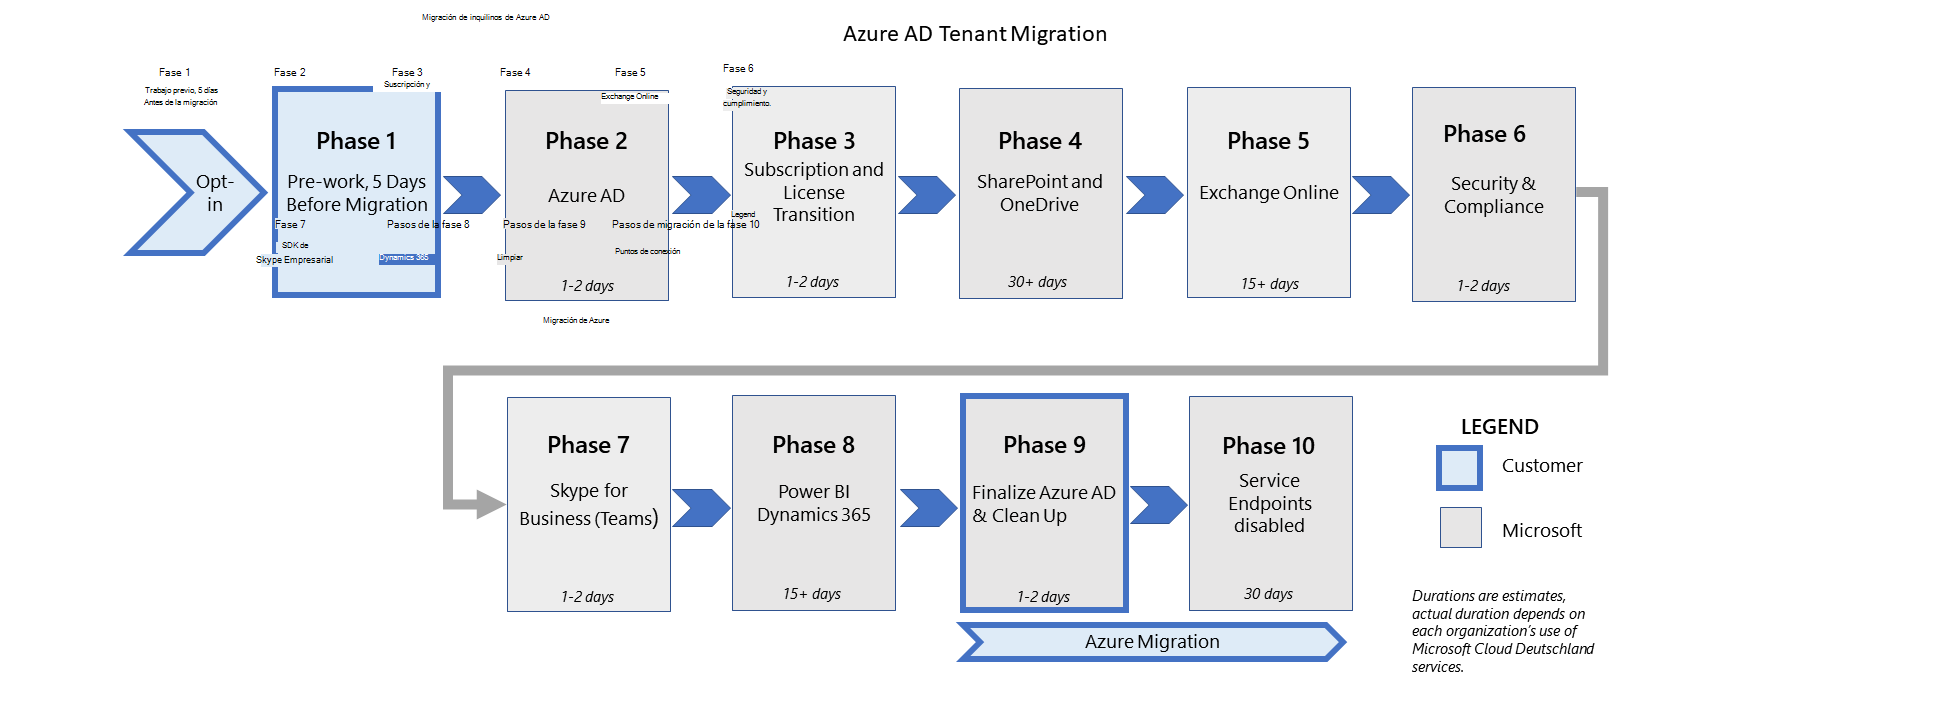 Migración de inquilinos de Azure AD
Azure AD Tenant Migration
Fase 1
Fase 2
Fase 3
Fase 4
Fase 5
Fase 6
Trabajo previo, 5 días
Antes de la migración
Suscripción y
Exchange Online
Seguridad y
cumplimiento.
Opt-
in
Phase 1
Pre-work, 5 Days
Before Migration
Phase 2
Azure AD
1-2 days
Phase 3
Subscription and
License
Transition
1-2 days
Phase 4
SharePoint and
OneDrive
30+ days
Phase 5
Exchange Online
15+ days
Phase 6
Security &
Compliance
1-2 days
Legend
Fase 7
Pasos de la fase 8
Pasos de la fase 9
Pasos de migración de la fase 10
SDK de
Skype Empresarial
Dynamics 365
Limpiar
Puntos de conexión
Migración de Azure
Phase 7
Skype for
Business (Teams)
1-2 days
Phase 8
Power BI
Dynamics 365
15+ days
Phase 9
Finalize Azure AD
& Clean Up
1-2 days
Phase 10
Service
Endpoints
disabled
30 days
Azure Migration
LEGEND
Customer
Microsoft
Durations are estimates,
actual duration depends on
each organization's use of
Microsoft Cloud Deutschland
services.